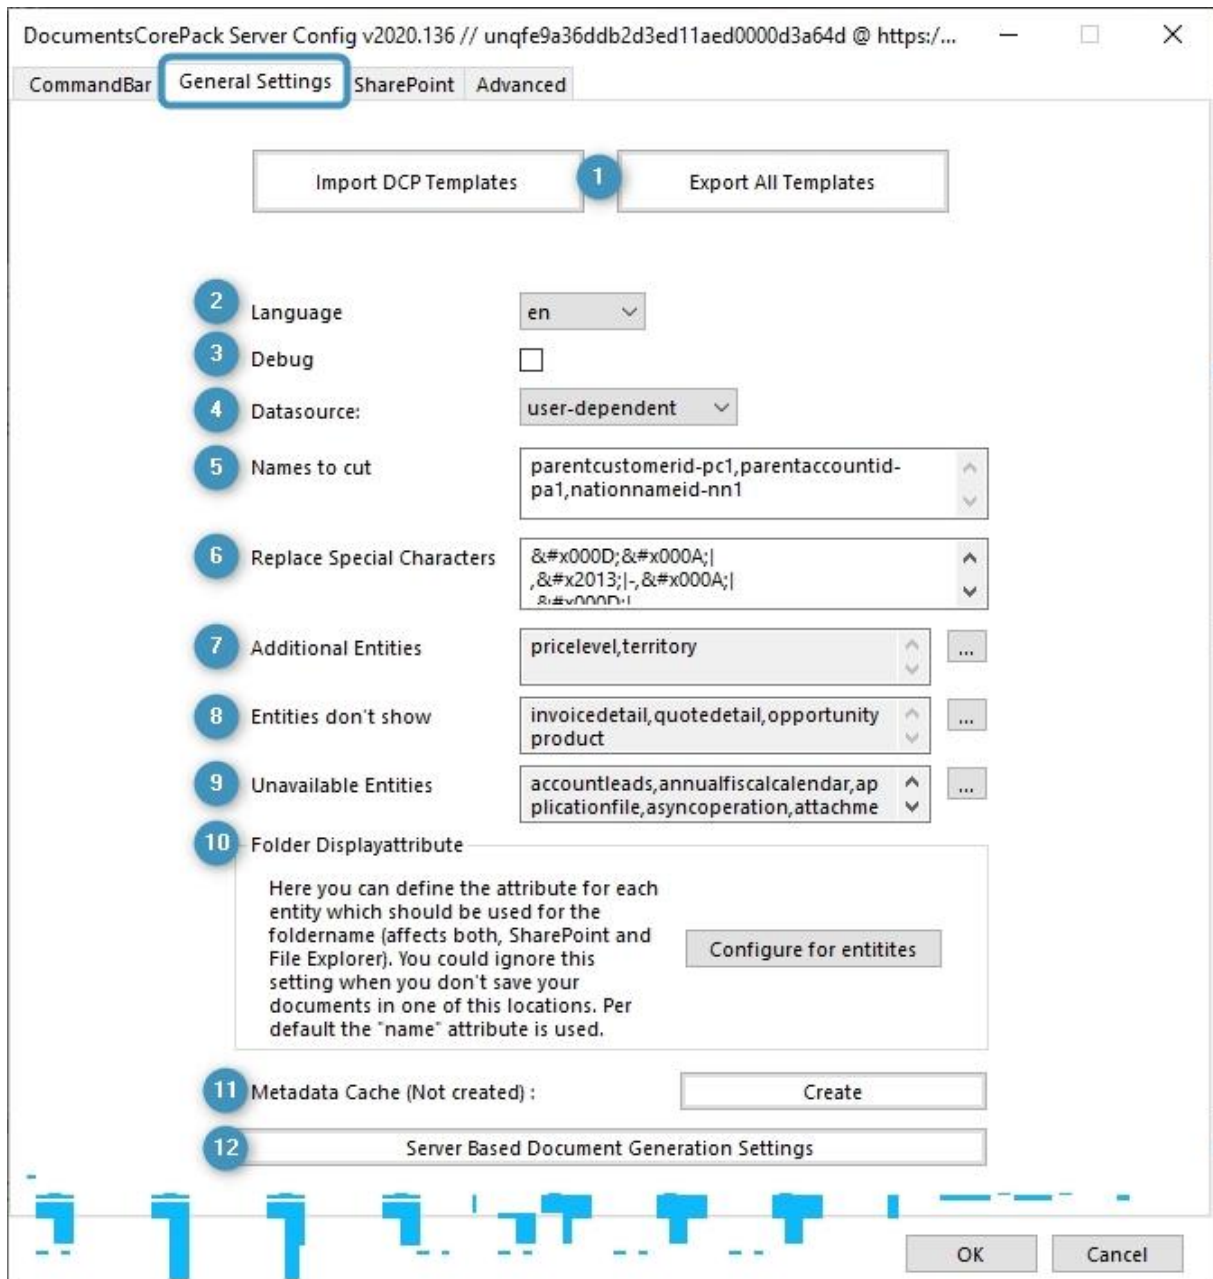 DocumentsCorePack Server Config v2020.136 // unqfe9a36ddb2d3ed11aed0000d3a64d @ https:/...
CommandBar General Settings SharePoint Advanced
Import DCP Templates 1 Export All Templates
2 Language en
3 Debug
4 Datasource: user-dependent
5 Names to cut parentcustomerid-pc1,parentaccountid-
pa1,nationnameid-nn1
6 Replace Special Characters &#x000D;&#x000A;|
,&#x2013;|-,&#x000A;|
,&#x000D;|
7 Additional Entities pricelevel,territory ...
8 Entities don't show invoicedetail,quotedetail,opportunity ...
product
9 Unavailable Entities accountleads,annualfiscalcalendar,ap ...
plicationfile,asyncoperation,attachme
10 Folder Displayattribute
Here you can define the attribute for each
entity which should be used for the
foldername (affects both, SharePoint and
File Explorer). You could ignore this
setting when you don't save your
documents in one of this locations. Per
default the "name" attribute is used.
Configure for entitites
11 Metadata Cache (Not created) : Create
12 Server Based Document Generation Settings
OK Cancel